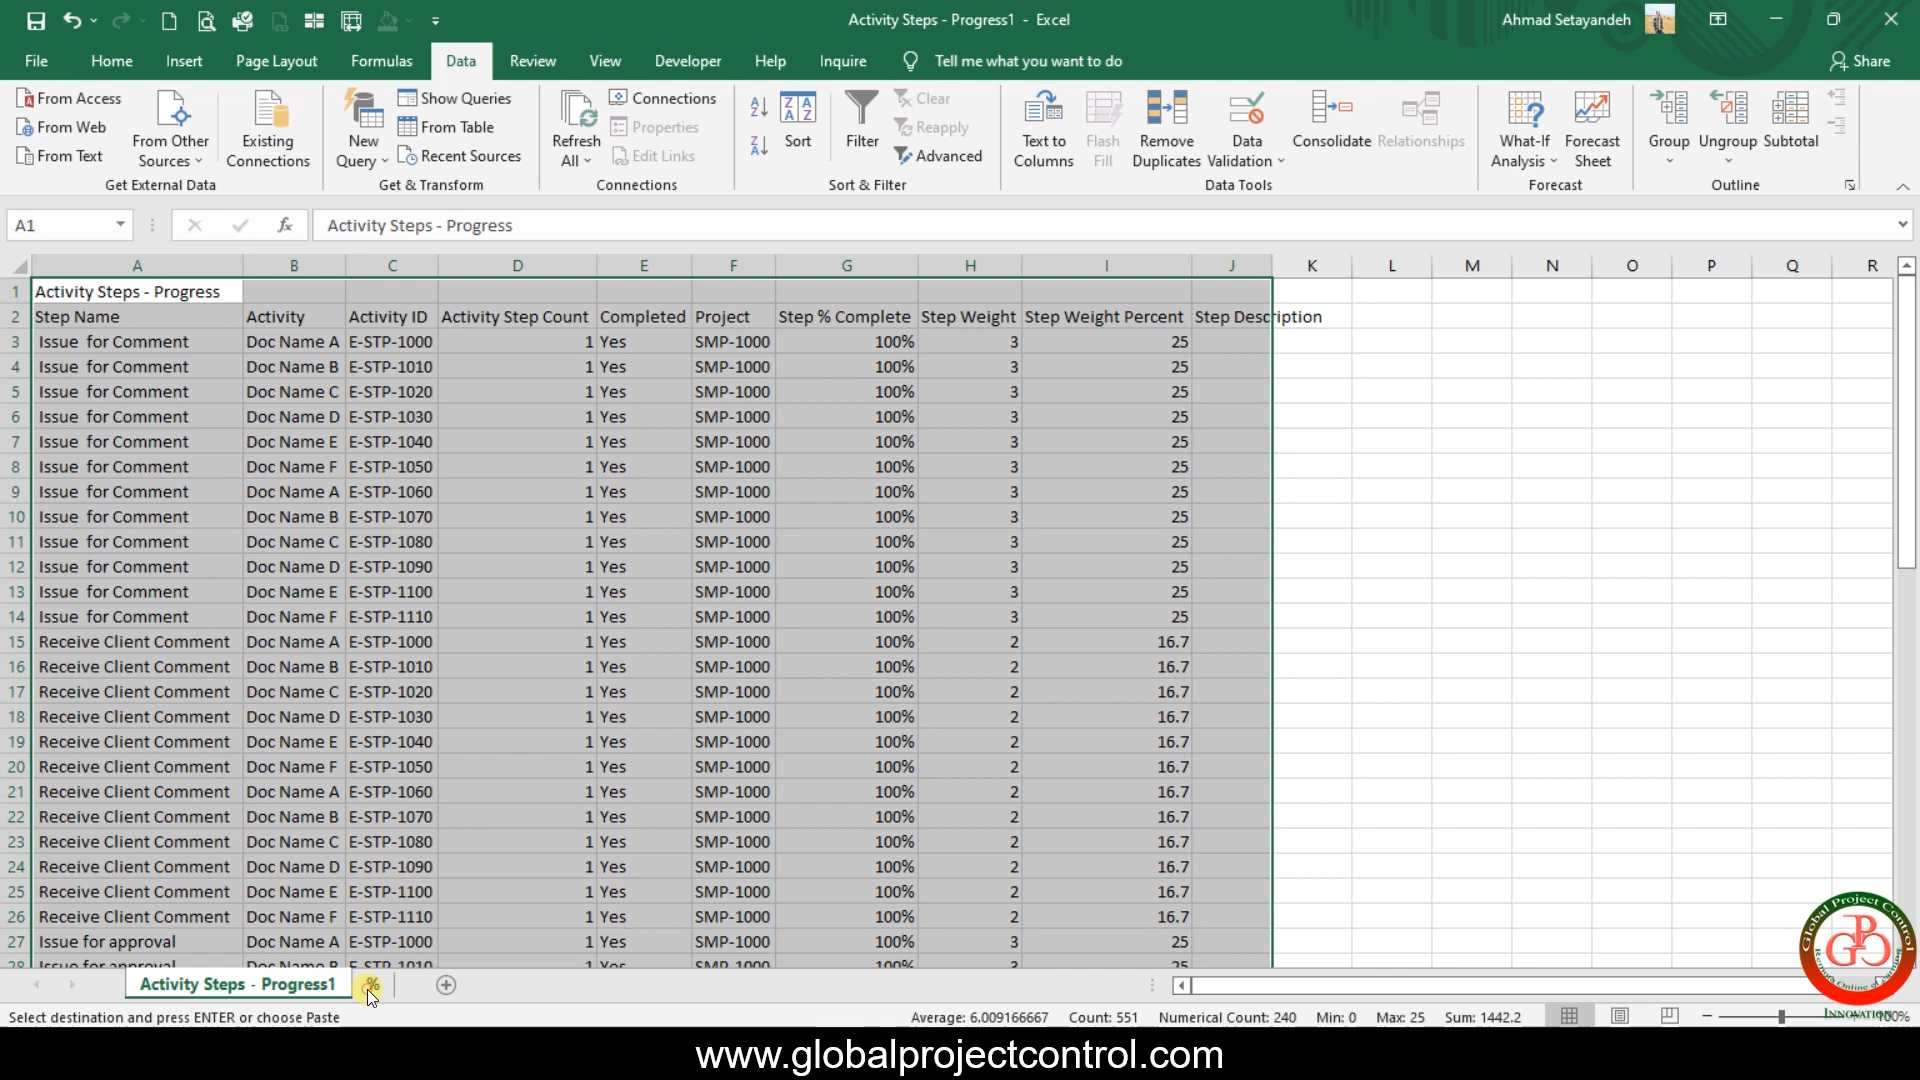 Activity Steps - Progress1 - Excel
Ahmad Setayandeh
File Home Insert Page Layout Formulas Data Review View Developer Help Inquire Tell me what you want to do Share
From Access
From Web
From Text
From Other Sources
Existing Connections
Get External Data
New Query
Show Queries
From Table
Recent Sources
Get & Transform
Refresh All
Connections
Properties
Edit Links
Connections
Sort
Filter
Clear
Reapply
Advanced
Sort & Filter
Text to Columns
Flash Fill
Remove Duplicates
Data Validation
Consolidate
Relationships
Data Tools
What-If Analysis
Forecast Sheet
Forecast
Group
Ungroup
Subtotal
Outline
A1 fx Activity Steps - Progress
A B C D E F G H I J K L M N O P Q R
1 Activity Steps - Progress
2 Step Name Activity Activity ID Activity Step Count Completed Project Step % Complete Step Weight Step Weight Percent Step Description
3 Issue for Comment Doc Name A E-STP-1000 1 Yes SMP-1000 100% 3 25
4 Issue for Comment Doc Name B E-STP-1010 1 Yes SMP-1000 100% 3 25
5 Issue for Comment Doc Name C E-STP-1020 1 Yes SMP-1000 100% 3 25
6 Issue for Comment Doc Name D E-STP-1030 1 Yes SMP-1000 100% 3 25
7 Issue for Comment Doc Name E E-STP-1040 1 Yes SMP-1000 100% 3 25
8 Issue for Comment Doc Name F E-STP-1050 1 Yes SMP-1000 100% 3 25
9 Issue for Comment Doc Name A E-STP-1060 1 Yes SMP-1000 100% 3 25
10 Issue for Comment Doc Name B E-STP-1070 1 Yes SMP-1000 100% 3 25
11 Issue for Comment Doc Name C E-STP-1080 1 Yes SMP-1000 100% 3 25
12 Issue for Comment Doc Name D E-STP-1090 1 Yes SMP-1000 100% 3 25
13 Issue for Comment Doc Name E E-STP-1100 1 Yes SMP-1000 100% 3 25
14 Issue for Comment Doc Name F E-STP-1110 1 Yes SMP-1000 100% 3 25
15 Receive Client Comment Doc Name A E-STP-1000 1 Yes SMP-1000 100% 2 16.7
16 Receive Client Comment Doc Name B E-STP-1010 1 Yes SMP-1000 100% 2 16.7
17 Receive Client Comment Doc Name C E-STP-1020 1 Yes SMP-1000 100% 2 16.7
18 Receive Client Comment Doc Name D E-STP-1030 1 Yes SMP-1000 100% 2 16.7
19 Receive Client Comment Doc Name E E-STP-1040 1 Yes SMP-1000 100% 2 16.7
20 Receive Client Comment Doc Name F E-STP-1050 1 Yes SMP-1000 100% 2 16.7
21 Receive Client Comment Doc Name A E-STP-1060 1 Yes SMP-1000 100% 2 16.7
22 Receive Client Comment Doc Name B E-STP-1070 1 Yes SMP-1000 100% 2 16.7
23 Receive Client Comment Doc Name C E-STP-1080 1 Yes SMP-1000 100% 2 16.7
24 Receive Client Comment Doc Name D E-STP-1090 1 Yes SMP-1000 100% 2 16.7
25 Receive Client Comment Doc Name E E-STP-1100 1 Yes SMP-1000 100% 2 16.7
26 Receive Client Comment Doc Name F E-STP-1110 1 Yes SMP-1000 100% 2 16.7
27 Issue for approval Doc Name A E-STP-1000 1 Yes SMP-1000 100% 3 25
28 Issue for approval Doc Name B E-STP-1010 1 Yes SMP-1000 100% 3 25
Global Project Control
GPC
INNOVATION
Activity Steps - Progress1 %
Select destination and press ENTER or choose Paste
Average: 6.009166667 Count: 551 Numerical Count: 240 Min: 0 Max: 25 Sum: 1442.2 100%
www.globalprojectcontrol.com